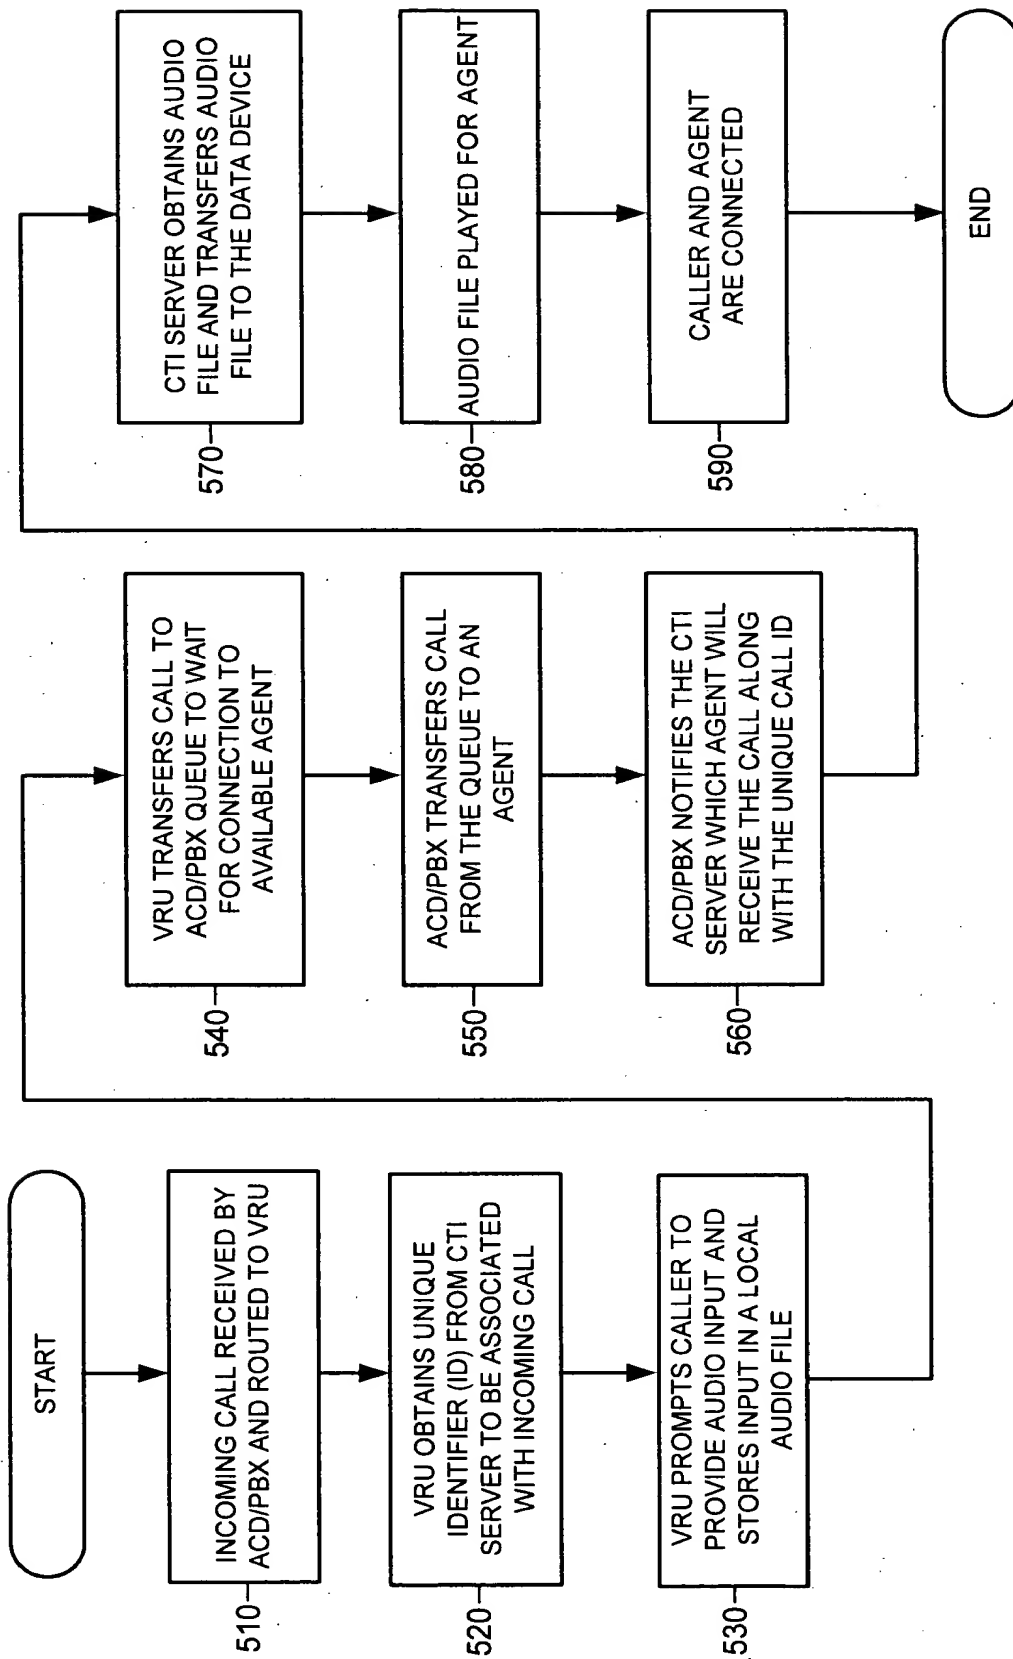 START
INCOMING CALL RECEIVED BY
ACD/PBX AND ROUTED TO VRU
510
VRU OBTAINS UNIQUE
IDENTIFIER (ID) FROM CTI
SERVER TO BE ASSOCIATED
WITH INCOMING CALL
520
VRU PROMPTS CALLER TO
PROVIDE AUDIO INPUT AND
STORES INPUT IN A LOCAL
AUDIO FILE
530
VRU TRANSFERS CALL TO
ACD/PBX QUEUE TO WAIT
FOR CONNECTION TO
AVAILABLE AGENT
540
ACD/PBX TRANSFERS CALL
FROM THE QUEUE TO AN
AGENT
550
ACD/PBX NOTIFIES THE CTI
SERVER WHICH AGENT WILL
RECEIVE THE CALL ALONG
WITH THE UNIQUE CALL ID
560
CTI SERVER OBTAINS AUDIO
FILE AND TRANSFERS AUDIO
FILE TO THE DATA DEVICE
570
AUDIO FILE PLAYED FOR AGENT
580
CALLER AND AGENT
ARE CONNECTED
590
END